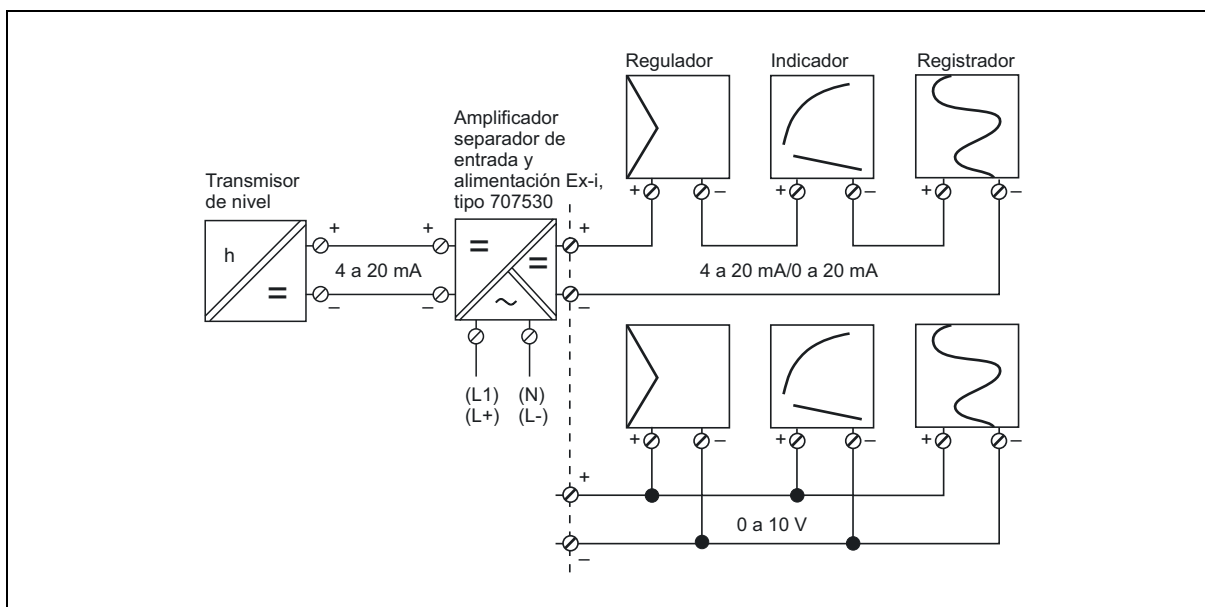 Regulador
Indicador
Registrador
Amplificador
separador de
entrada y
alimentación Ex-i,
tipo 707530
Transmisor
de nivel
+
–
+
–
+
–
+
–
+
–
+
–
h
=
4 a 20 mA
+
–
=
=
~
+
–
4 a 20 mA/0 a 20 mA
(L1)
(L+)
(N)
(L-)
+
–
+
–
+
–
+
0 a 10 V
–